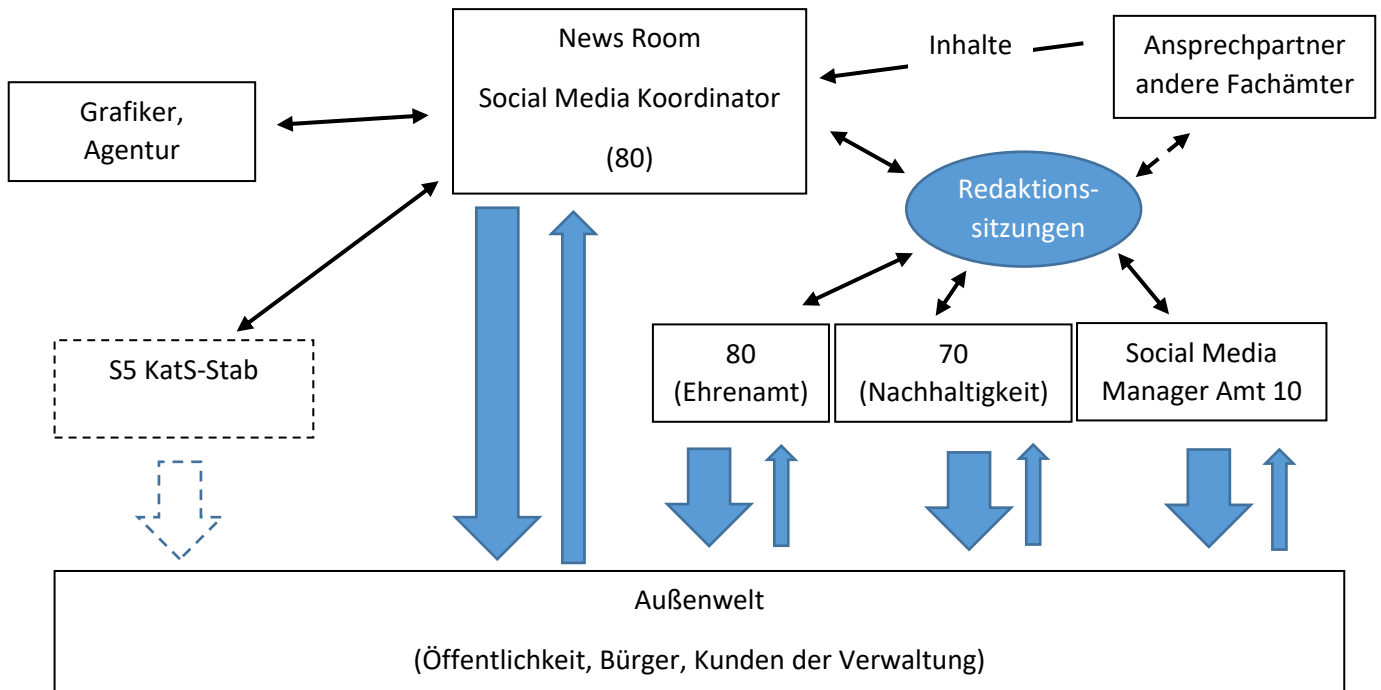 News Room
Social Media Koordinator
(80)
Inhalte
Ansprechpartner
andere Fachämter
Grafiker,
Agentur
Redaktions-
sitzungen
S5 KatS-Stab
80
(Ehrenamt)
70
(Nachhaltigkeit)
Social Media
Manager Amt 10
Außenwelt
(Öffentlichkeit, Bürger, Kunden der Verwaltung)